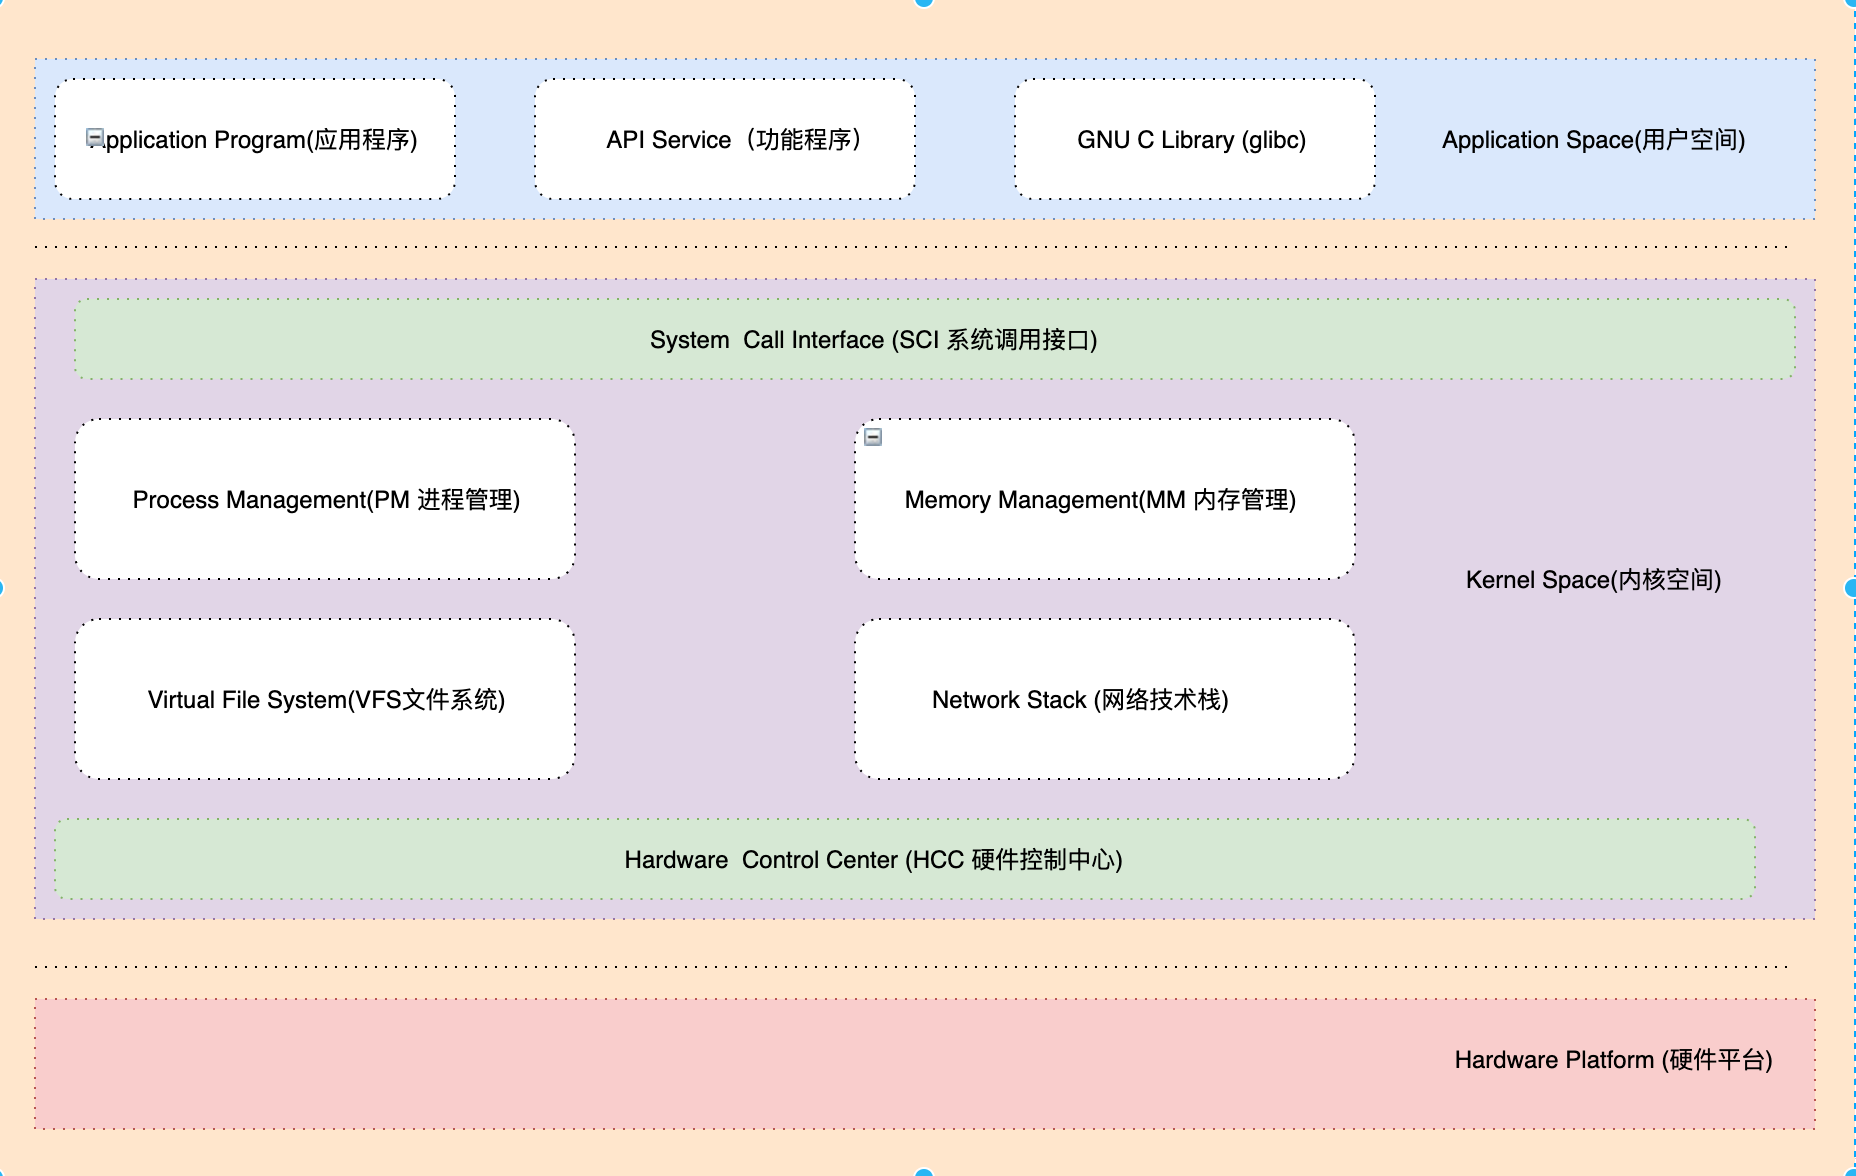 Application Program(应用程序)
API Service（功能程序）
GNU C Library (glibc)
Application Space(用户空间)
System  Call Interface (SCI 系统调用接口)
Process Management(PM 进程管理)
Memory Management(MM 内存管理)
Kernel Space(内核空间)
Virtual File System(VFS文件系统)
Network Stack (网络技术栈)
Hardware  Control Center (HCC 硬件控制中心)
Hardware Platform (硬件平台)